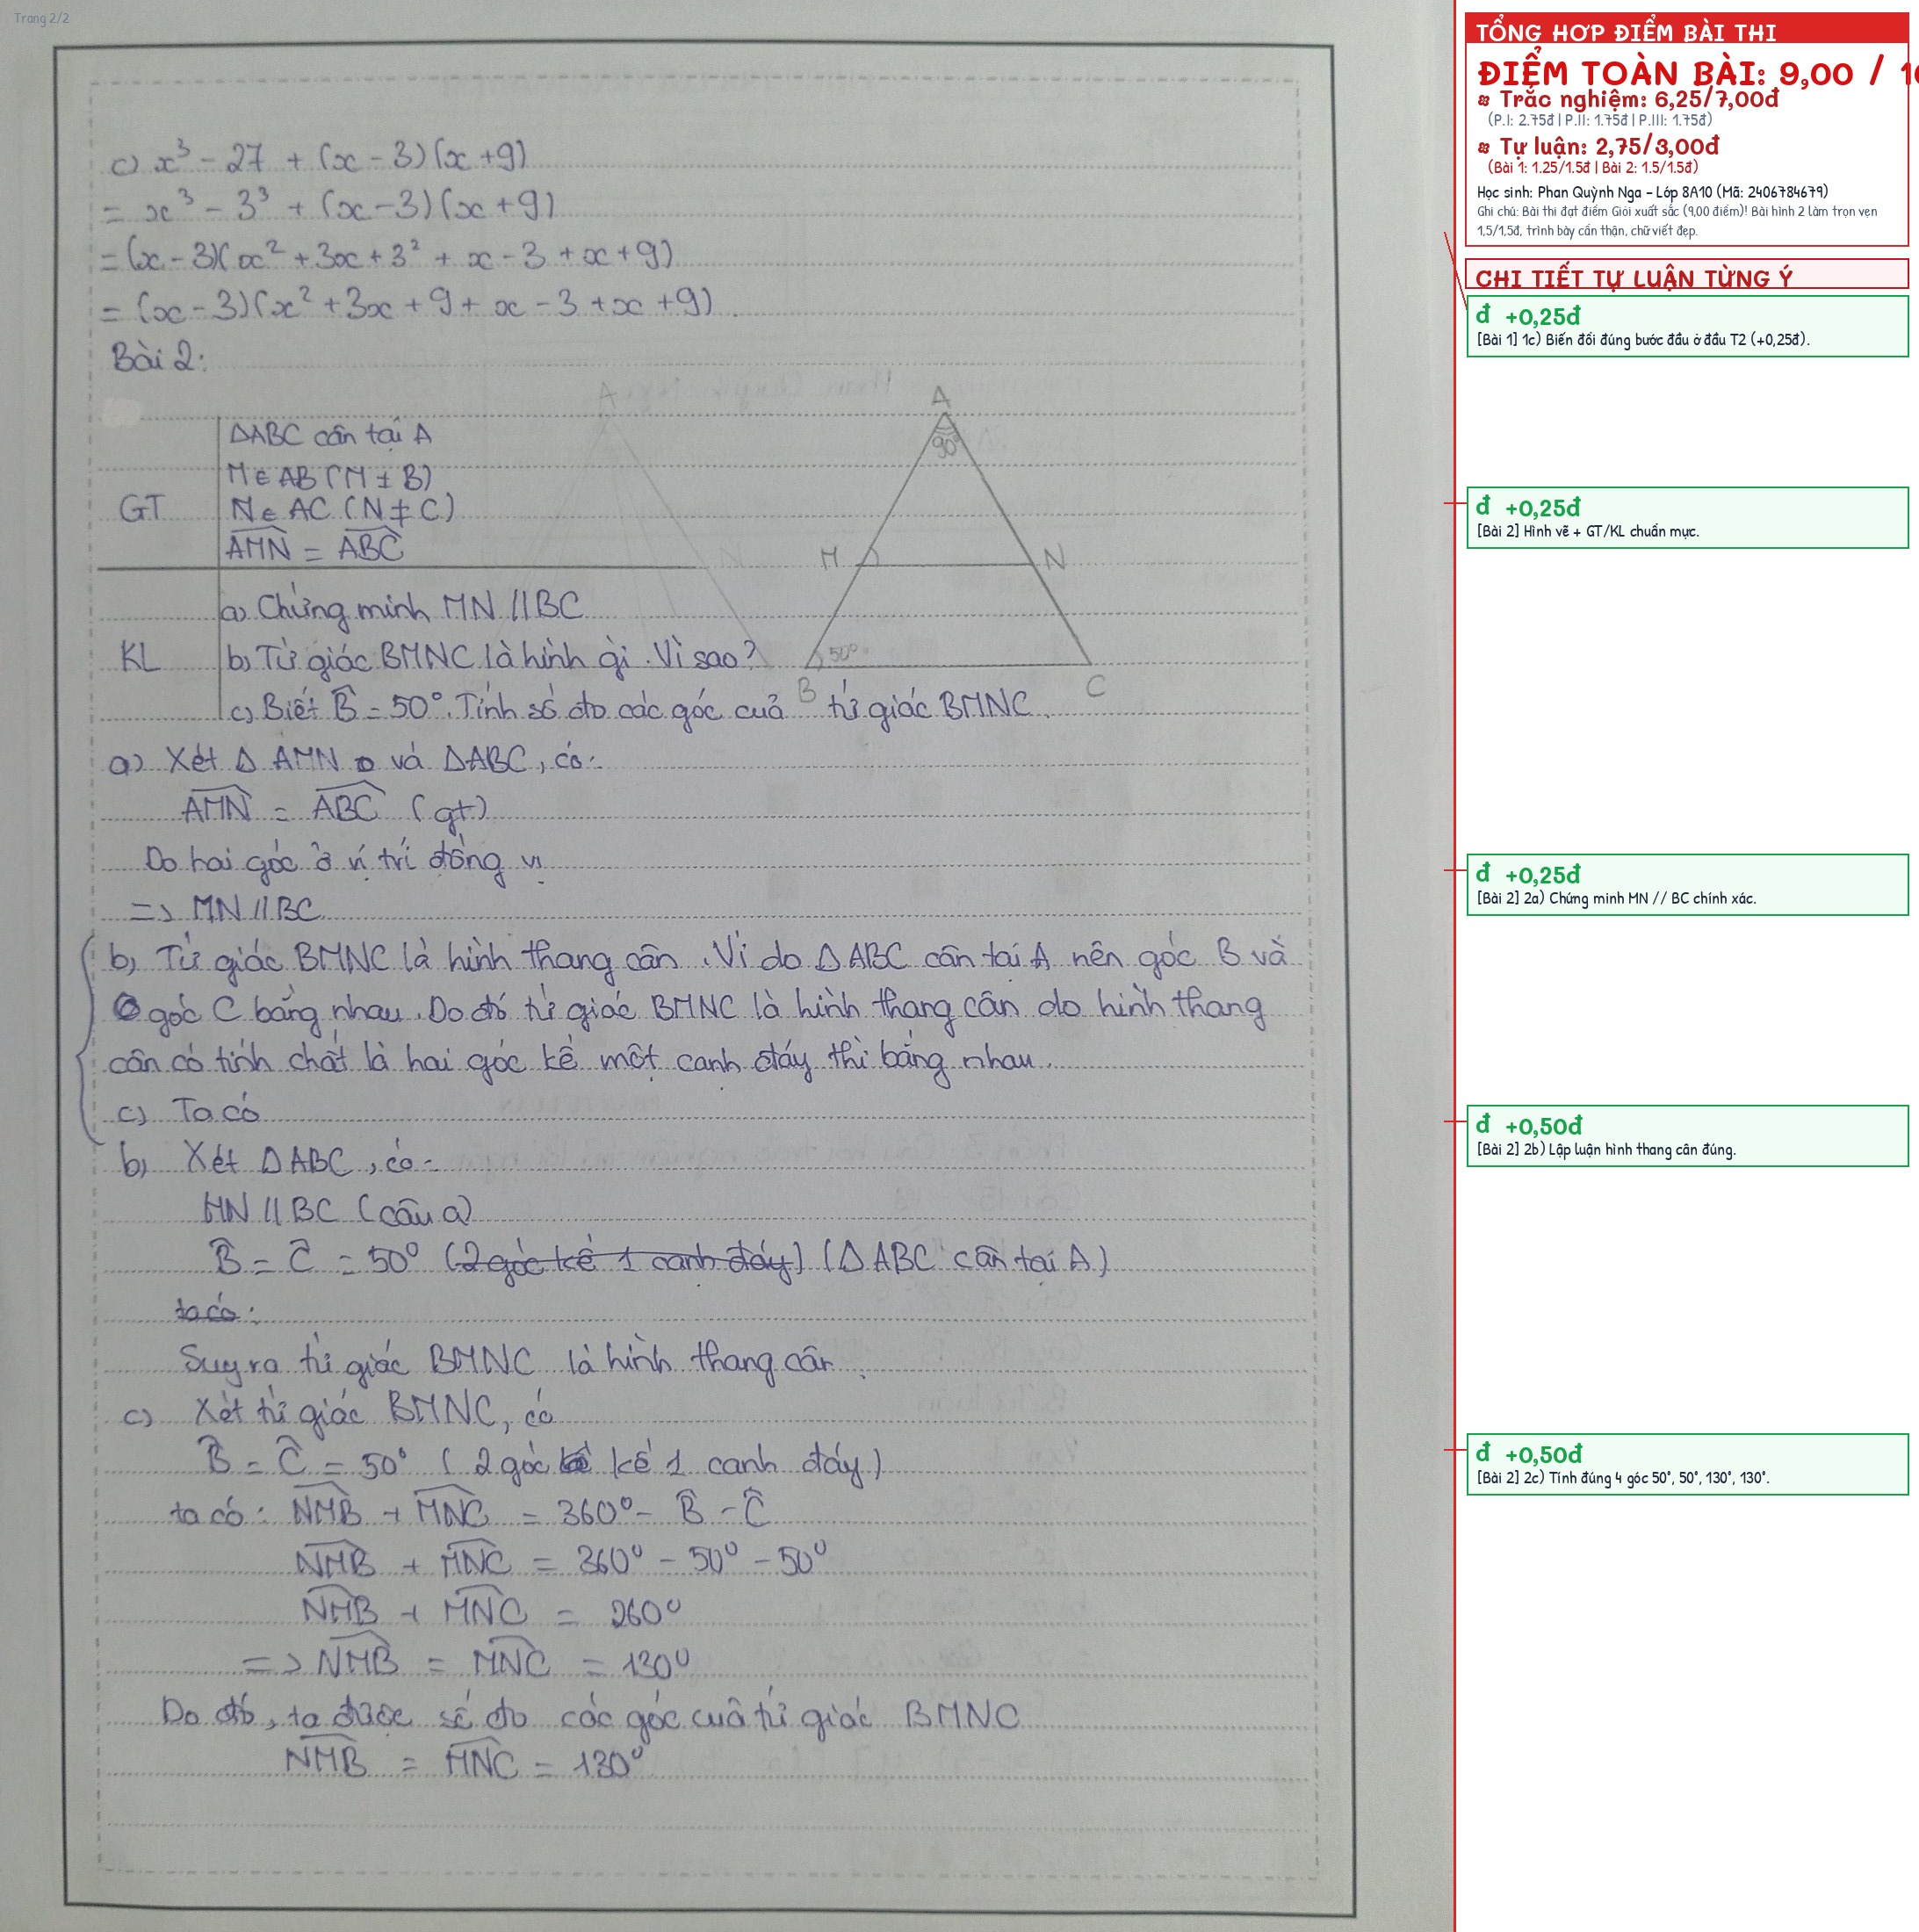 Trang 2/2
c) x³ - 27 + (x - 3)(x + 9)
= x³ - 3³ + (x - 3)(x + 9)
= (x - 3)(x² + 3x + 3² + x - 3 + x + 9)
= (x - 3)(x² + 3x + 9 + x - 3 + x + 9).
Bài 2:
GT
ΔABC cân tại A
M ∈ AB (M ≠ B)
N ∈ AC (N ≠ C)
AMN = ABC
A
90°
M
N
50°
B
C
KL
a) Chứng minh MN // BC
b) Tứ giác BMNC là hình gì. Vì sao?
c) Biết B̂ = 50°. Tính số đo các góc cuả tứ giác BMNC.
a) Xét Δ AMN và ΔABC, có:
AMN = ABC (gt)
Do hai góc ở vị trí đồng vị
=> MN // BC
b) Tứ giác BMNC là hình thang cân. Vì do Δ ABC cân tại A nên góc B và
góc C bằng nhau. Do đó tứ giác BMNC là hình thang cân do hình thang
cân có tính chất là hai góc kề một cạnh đáy thì bằng nhau.
c) Ta có
b) Xét ΔABC, có:
MN // BC (câu a)
B̂ = Ĉ = 50° (2 góc kề 1 cạnh đáy) (Δ ABC cân tại A)
ta có:
Suy ra tứ giác BMNC là hình thang cân.
c) Xét tứ giác BMNC, có
B̂ = Ĉ = 50° (2 góc kề 1 cạnh đáy)
ta có: NMB + MNC = 360° - B̂ - Ĉ
NMB + MNC = 360° - 50° - 50°
NMB + MNC = 260°
=> NMB = MNC = 130°
Do đó, ta được số đo các góc cuả tứ giác BMNC
NMB = MNC = 130°
TỔNG HỢP ĐIỂM BÀI THI
ĐIỂM TOÀN BÀI: 9,00 / 10
Trắc nghiệm: 6,25/7,00đ
(P.I: 2.75đ | P.II: 1.75đ | P.III: 1.75đ)
Tự luận: 2,75/3,00đ
(Bài 1: 1.25/1.5đ | Bài 2: 1.5/1.5đ)
Học sinh: Phan Quỳnh Nga - Lớp 8A10 (Mã: 2406784679)
Ghi chú: Bài thi đạt điểm Giỏi xuất sắc (9,00 điểm)! Bài hình 2 làm trọn vẹn
1,5/1,5đ, trình bày cẩn thận, chữ viết đẹp.
CHI TIẾT TỰ LUẬN TỪNG Ý
đ +0,25đ
[Bài 1] 1c) Biến đổi đúng bước đầu ở đầu T2 (+0,25đ).
đ +0,25đ
[Bài 2] Hình vẽ + GT/KL chuẩn mực.
đ +0,25đ
[Bài 2] 2a) Chứng minh MN // BC chính xác.
đ +0,50đ
[Bài 2] 2b) Lập luận hình thang cân đúng.
đ +0,50đ
[Bài 2] 2c) Tính đúng 4 góc 50°, 50°, 130°, 130°.